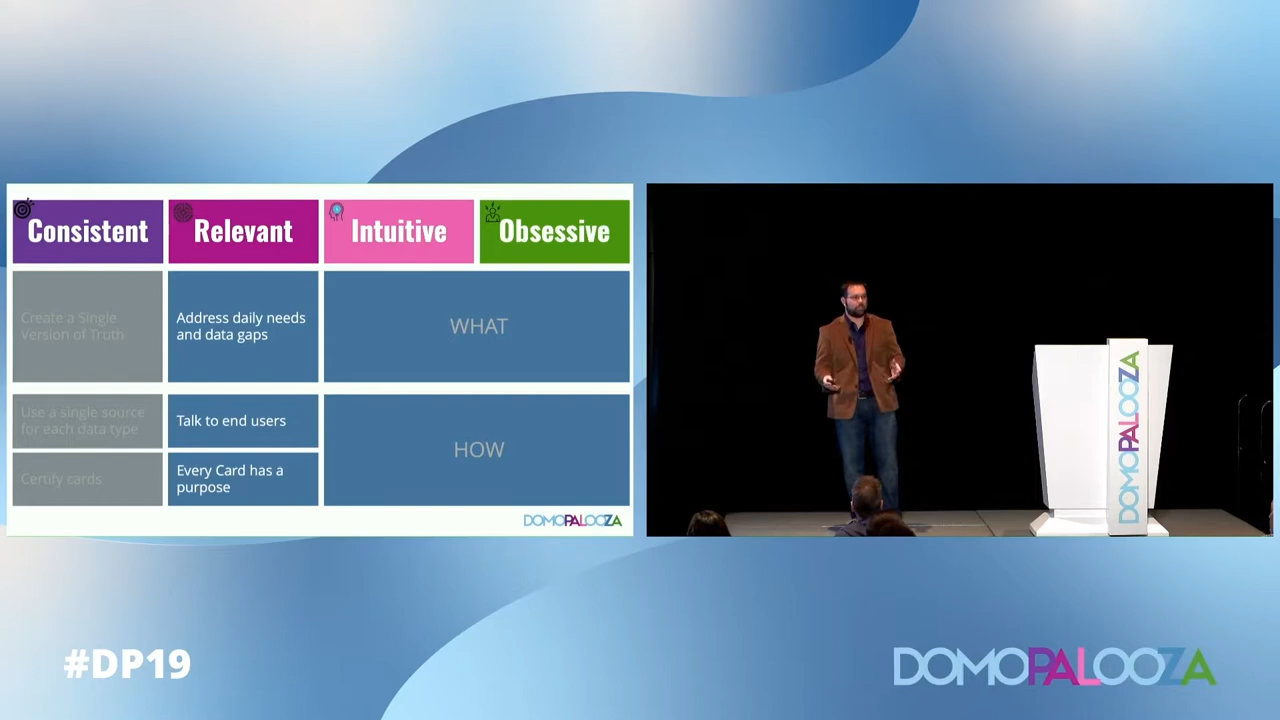 Consistent
Relevant
Intuitive
Obsessive
Create a Single
Version of Truth
Address daily needs
and data gaps
WHAT
Use a single source
for each data type
Talk to end users
HOW
Certify cards
Every Card has a
purpose
DOMOPALOOZA
DOMOPALOOZA
#DP19
DOMOPALOOZA